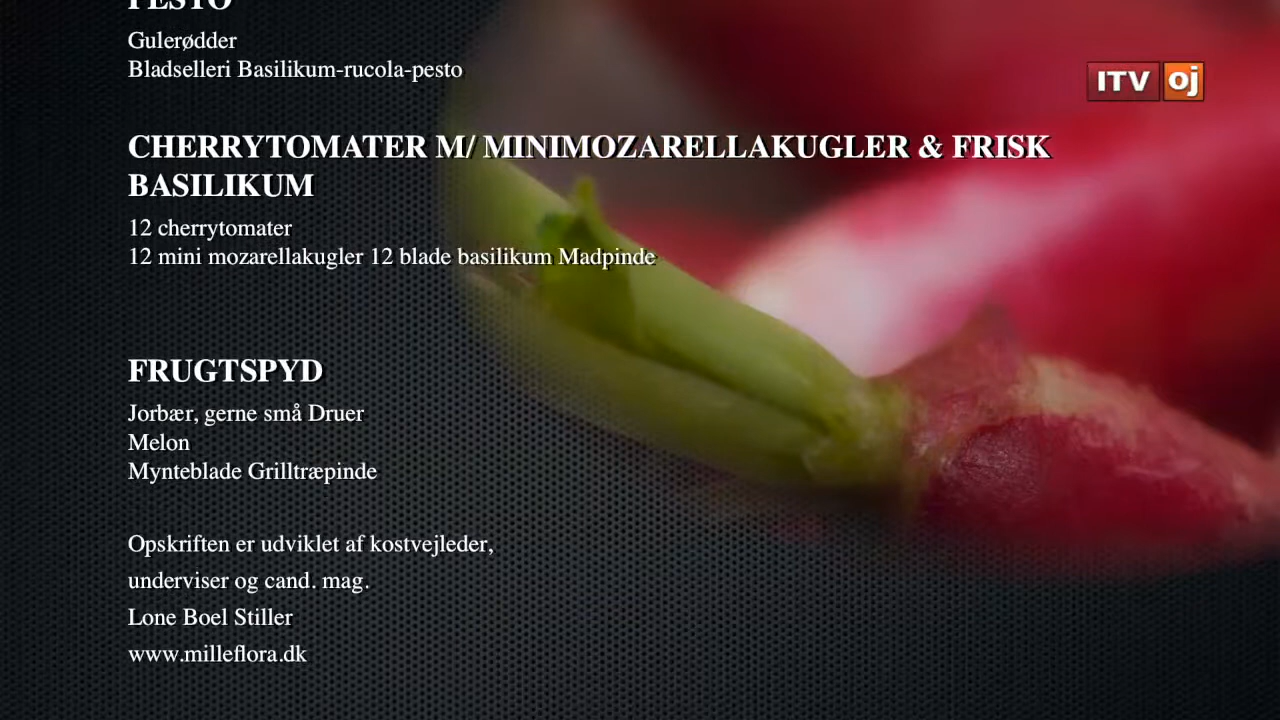 PESTO
Gulerødder
Bladselleri Basilikum-rucola-pesto
ITV oj
CHERRYTOMATER M/ MINIMOZARELLAKUGLER & FRISK
BASILIKUM
12 cherrytomater
12 mini mozarellakugler 12 blade basilikum Madpinde
FRUGTSPYD
Jorbær, gerne små Druer
Melon
Mynteblade Grilltræpinde
Opskriften er udviklet af kostvejleder,
underviser og cand. mag.
Lone Boel Stiller
www.milleflora.dk